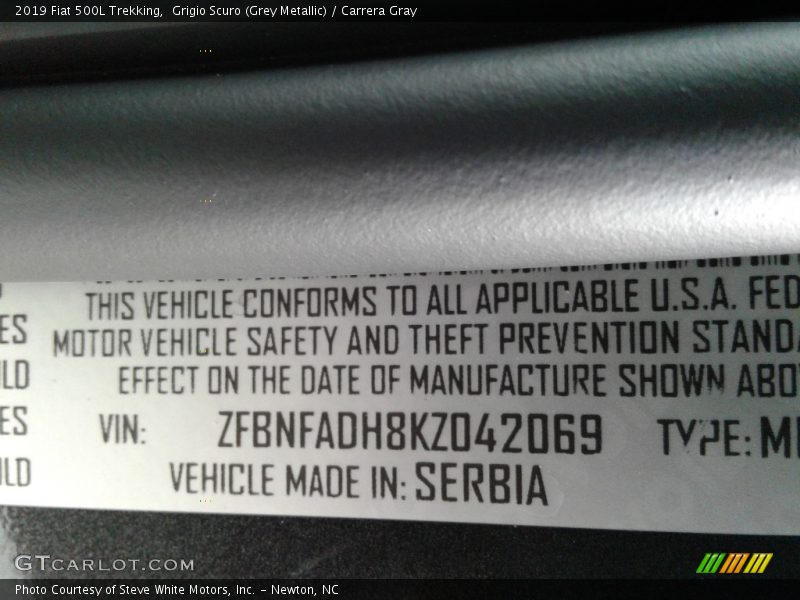 2019 Fiat 500L Trekking,  Grigio Scuro (Grey Metallic) / Carrera Gray
THIS VEHICLE CONFORMS TO ALL APPLICABLE U.S.A. FED
ES
MOTOR VEHICLE SAFETY AND THEFT PREVENTION STANDA
ULD
EFFECT ON THE DATE OF MANUFACTURE SHOWN ABO
ES
VIN: ZFBNFADH8KZ042069 TYPE: M
ULD
VEHICLE MADE IN: SERBIA
GTCARLOT.COM
Photo Courtesy of Steve White Motors, Inc. – Newton, NC